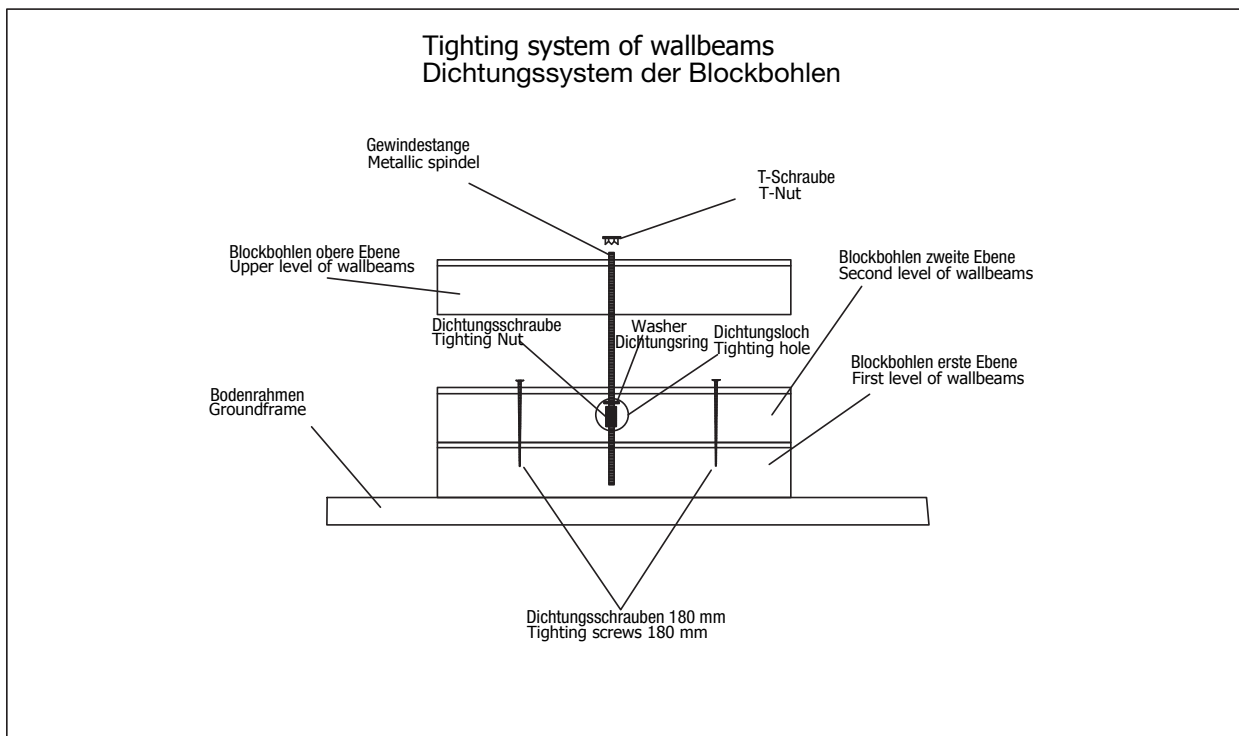 Tighting system of wallbeams
Dichtungssystem der Blockbohlen
Gewindestange
Metallic spindel
T-Schraube
T-Nut
Blockbohlen obere Ebene
Upper level of wallbeams
Blockbohlen zweite Ebene
Second level of wallbeams
Dichtungsschraube
Tighting Nut
Washer
Dichtungsring
Dichtungsloch
Tighting hole
Blockbohlen erste Ebene
First level of wallbeams
Bodenrahmen
Groundframe
Dichtungsschrauben 180 mm
Tighting screws 180 mm